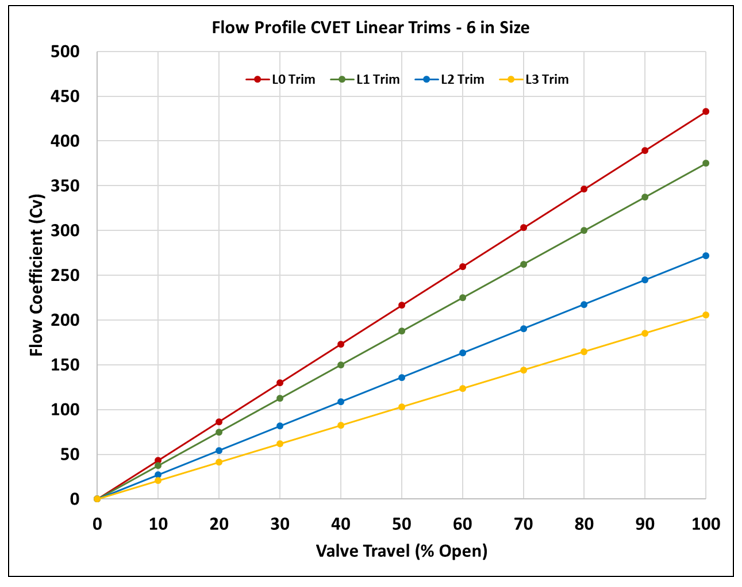 Flow Profile CVET Linear Trims - 6 in Size
500
L0 Trim L1 Trim L2 Trim L3 Trim
450
400
350
300
250
200
150
100
50
0
Flow Coefficient (Cv)
0 10 20 30 40 50 60 70 80 90 100
Valve Travel (% Open)